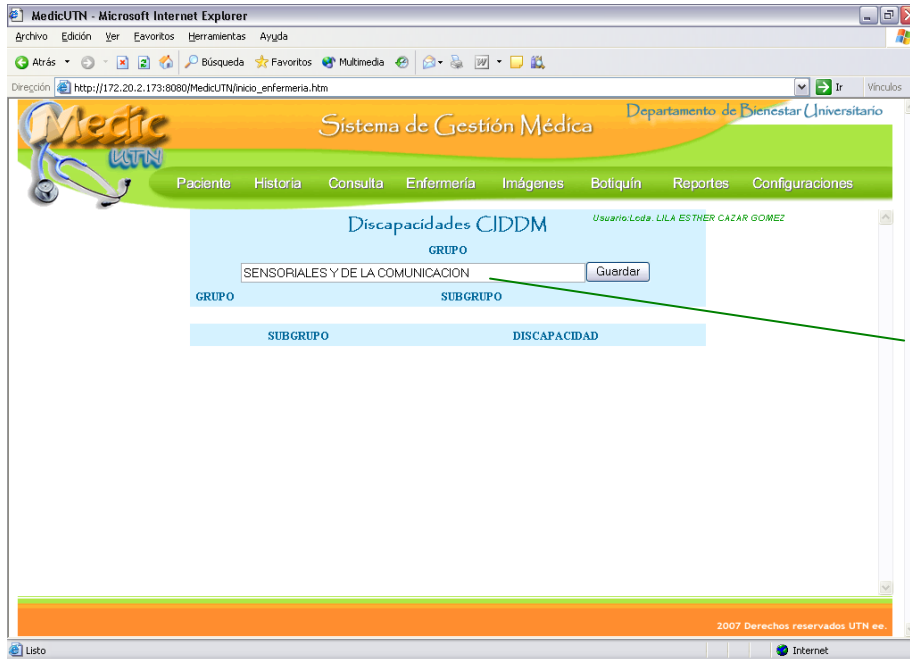 MedicUTN - Microsoft Internet Explorer
Archivo Edición Ver Favoritos Herramientas Ayuda
Atrás Búsqueda Favoritos Multimedia
Dirección http://172.20.2.173:8080/MedicUTN/inicio_enfermeria.htm Ir Vínculos
Departamento de Bienestar Universitario
Medic
UTN
Sistema de Gestión Médica
Paciente Historia Consulta Enfermería Imágenes Botiquín Reportes Configuraciones
Usuario:Lcda. LILA ESTHER CAZAR GOMEZ
Discapacidades CIDDM
GRUPO
SENSORIALES Y DE LA COMUNICACION Guardar
GRUPO SUBGRUPO
SUBGRUPO DISCAPACIDAD
2007 Derechos reservados UTN ee.
Listo Internet